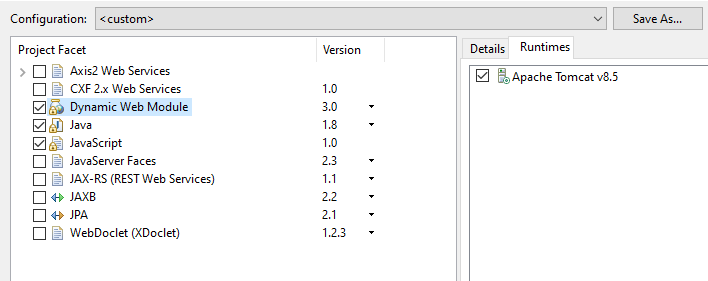 Configuration: <custom> Save As...
Project Facet Version
Details Runtimes
Axis2 Web Services
CXF 2.x Web Services 1.0
Dynamic Web Module 3.0
Java 1.8
JavaScript 1.0
JavaServer Faces 2.3
JAX-RS (REST Web Services) 1.1
JAXB 2.2
JPA 2.1
WebDoclet (XDoclet) 1.2.3
Apache Tomcat v8.5